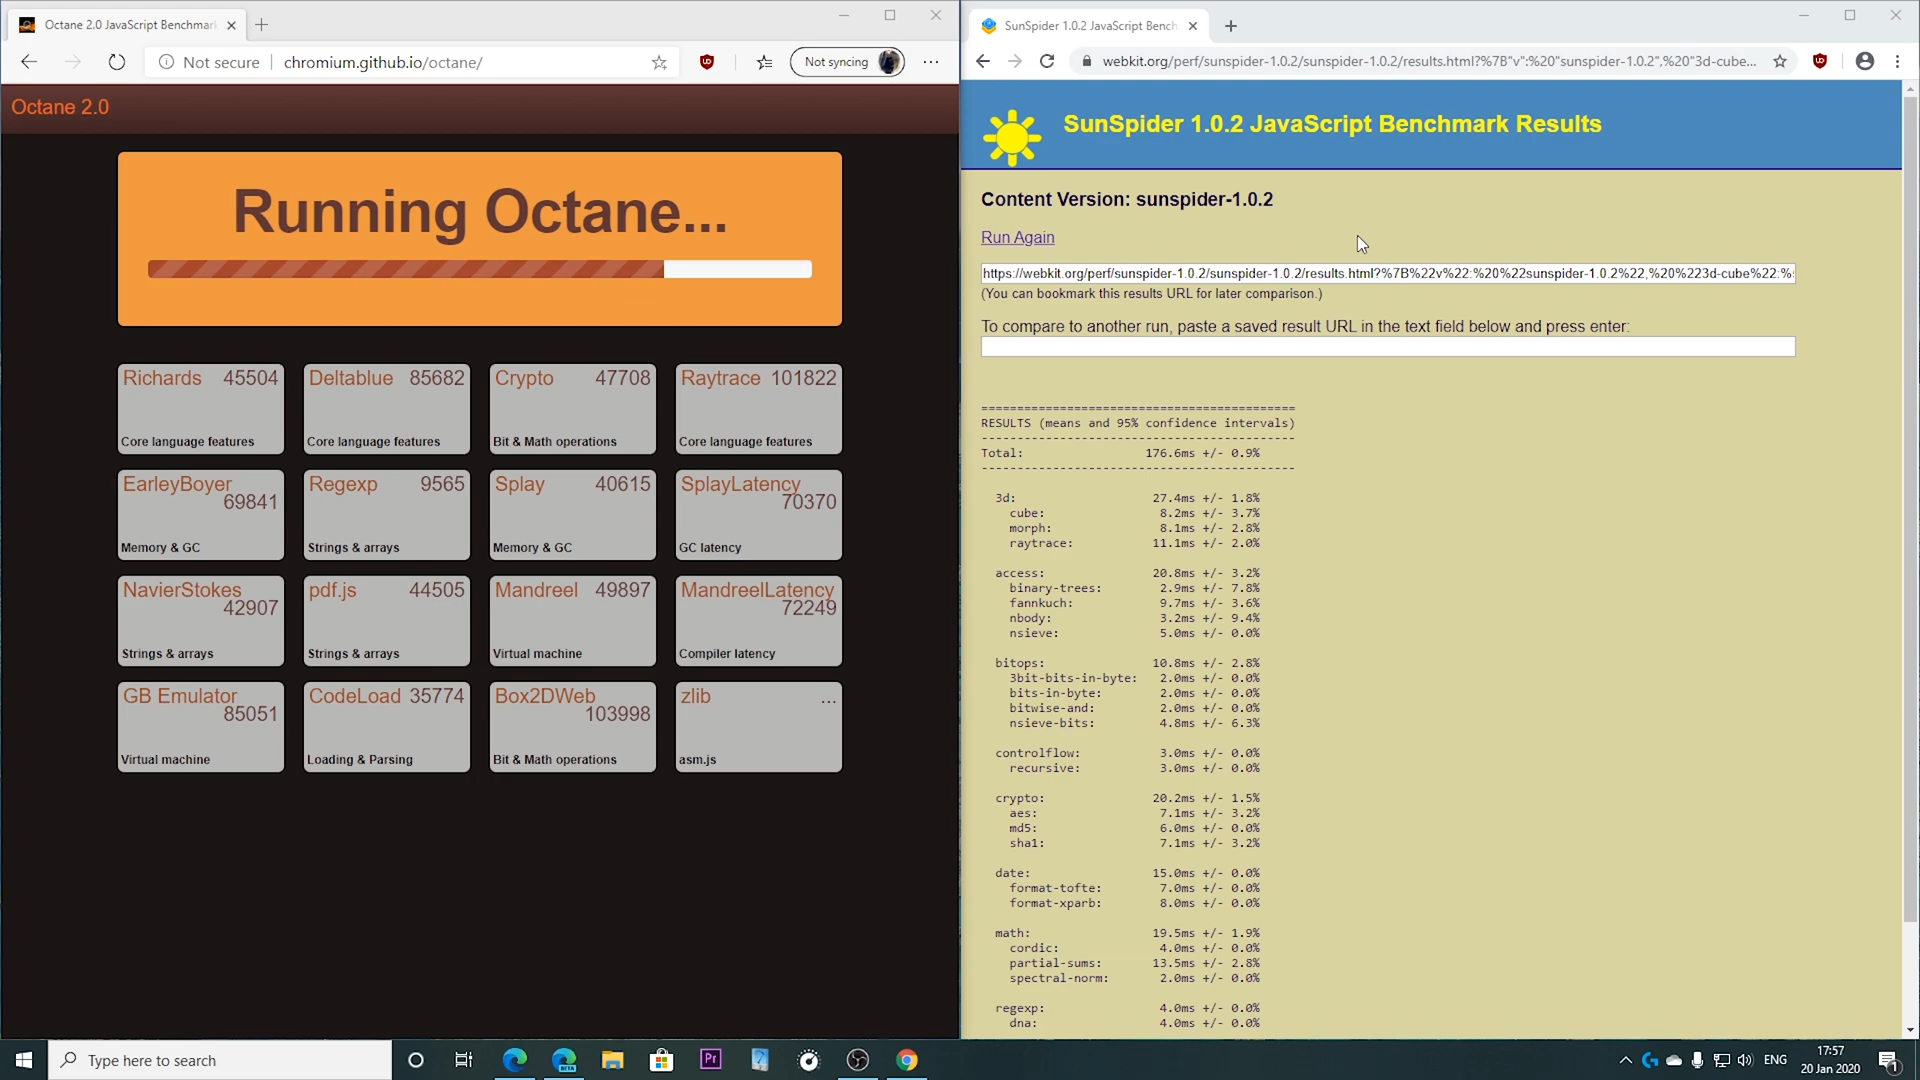 Octane 2.0 JavaScript Benchmark
Not secure
chromium.github.io/octane/
Not syncing
Octane 2.0
Running Octane...
Richards 45504
Core language features
Deltablue 85682
Core language features
Crypto 47708
Bit & Math operations
Raytrace 101822
Core language features
EarleyBoyer
69841
Memory & GC
Regexp 9565
Strings & arrays
Splay 40615
Memory & GC
SplayLatency
70370
GC latency
NavierStokes
42907
Strings & arrays
pdf.js 44505
Strings & arrays
Mandreel 49897
Virtual machine
MandreelLatency
72249
Compiler latency
GB Emulator
85051
Virtual machine
CodeLoad 35774
Loading & Parsing
Box2DWeb
103998
Bit & Math operations
zlib ...
asm.js
SunSpider 1.0.2 JavaScript Bench
webkit.org/perf/sunspider-1.0.2/sunspider-1.0.2/results.html?%7B"v":%20"sunspider-1.0.2",%20"3d-cube...
SunSpider 1.0.2 JavaScript Benchmark Results
Content Version: sunspider-1.0.2
Run Again
https://webkit.org/perf/sunspider-1.0.2/sunspider-1.0.2/results.html?%7B%22v%22:%20%22sunspider-1.0.2%22,%20%223d-cube%22:%
(You can bookmark this results URL for later comparison.)
To compare to another run, paste a saved result URL in the text field below and press enter:
============================================
RESULTS (means and 95% confidence intervals)
--------------------------------------------
Total: 176.6ms +/- 0.9%
--------------------------------------------
3d: 27.4ms +/- 1.8%
cube: 8.2ms +/- 3.7%
morph: 8.1ms +/- 2.8%
raytrace: 11.1ms +/- 2.0%
access: 20.8ms +/- 3.2%
binary-trees: 2.9ms +/- 7.8%
fannkuch: 9.7ms +/- 3.6%
nbody: 3.2ms +/- 9.4%
nsieve: 5.0ms +/- 0.0%
bitops: 10.8ms +/- 2.8%
3bit-bits-in-byte: 2.0ms +/- 0.0%
bits-in-byte: 2.0ms +/- 0.0%
bitwise-and: 2.0ms +/- 0.0%
nsieve-bits: 4.8ms +/- 6.3%
controlflow: 3.0ms +/- 0.0%
recursive: 3.0ms +/- 0.0%
crypto: 20.2ms +/- 1.5%
aes: 7.1ms +/- 3.2%
md5: 6.0ms +/- 0.0%
sha1: 7.1ms +/- 3.2%
date: 15.0ms +/- 0.0%
format-tofte: 7.0ms +/- 0.0%
format-xparb: 8.0ms +/- 0.0%
math: 19.5ms +/- 1.9%
cordic: 4.0ms +/- 0.0%
partial-sums: 13.5ms +/- 2.8%
spectral-norm: 2.0ms +/- 0.0%
regexp: 4.0ms +/- 0.0%
dna: 4.0ms +/- 0.0%
Type here to search
BETA
Pr
ENG
17:57
20 Jan 2020
1